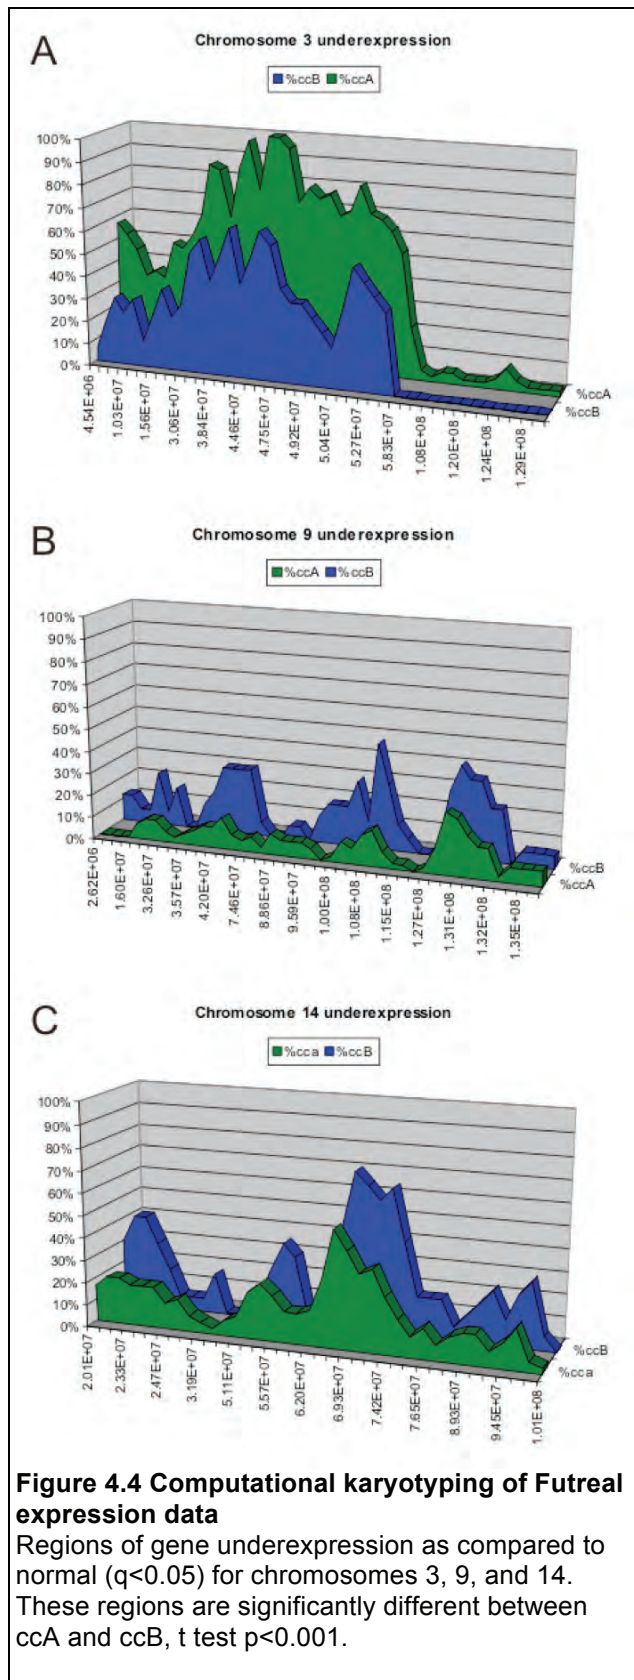 A
Chromosome 3 underexpression
%ccB %ccA
100%
90%
80%
70%
60%
50%
40%
30%
20%
10%
0%
4.54E+06
1.03E+07
1.56E+07
3.06E+07
3.84E+07
4.46E+07
4.75E+07
4.92E+07
5.04E+07
5.27E+07
5.83E+07
1.08E+08
1.20E+08
1.24E+08
1.29E+08
%ccA
%ccB
B
Chromosome 9 underexpression
%ccA %ccB
100%
90%
80%
70%
60%
50%
40%
30%
20%
10%
0%
2.62E+06
1.60E+07
3.26E+07
3.57E+07
4.20E+07
7.46E+07
8.86E+07
9.59E+07
1.00E+08
1.08E+08
1.15E+08
1.27E+08
1.31E+08
1.32E+08
1.35E+08
%ccB
%ccA
C
Chromosome 14 underexpression
%cca %ccB
100%
90%
80%
70%
60%
50%
40%
30%
20%
10%
0%
2.01E+07
2.33E+07
2.47E+07
3.19E+07
5.11E+07
5.57E+07
6.20E+07
6.93E+07
7.42E+07
7.65E+07
8.93E+07
9.45E+07
1.01E+08
%ccB
%cca
Figure 4.4 Computational karyotyping of Futreal
expression data
Regions of gene underexpression as compared to
normal (q<0.05) for chromosomes 3, 9, and 14.
These regions are significantly different between
ccA and ccB, t test p<0.001.